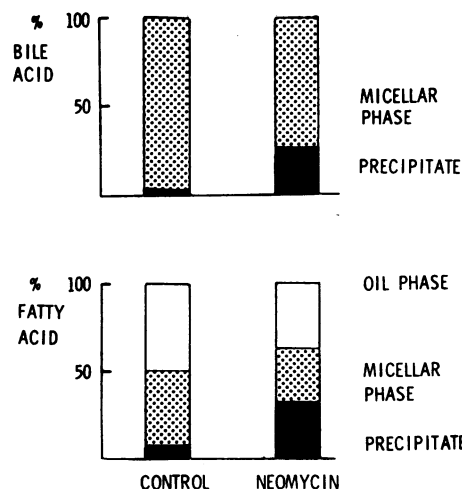 % 100
BILE
ACID
50
MICELLAR
PHASE
PRECIPITATE
% 100
FATTY
ACID
OIL PHASE
50
MICELLAR
PHASE
PRECIPITATE
CONTROL NEOMYCIN